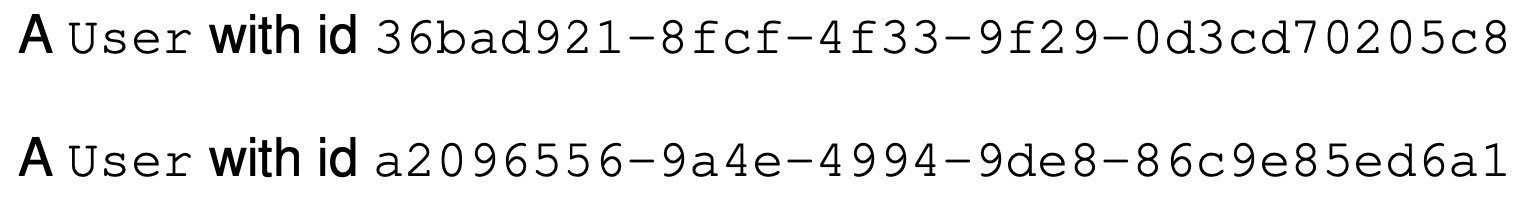 A User with id 36bad921-8fcf-4f33-9f29-0d3cd70205c8
A User with id a2096556-9a4e-4994-9de8-86c9e85ed6a1